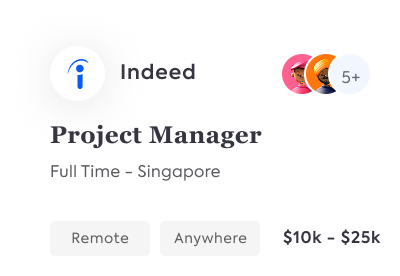 Indeed
5+
Project Manager
Full Time - Singapore
Remote
Anywhere
$10k - $25k